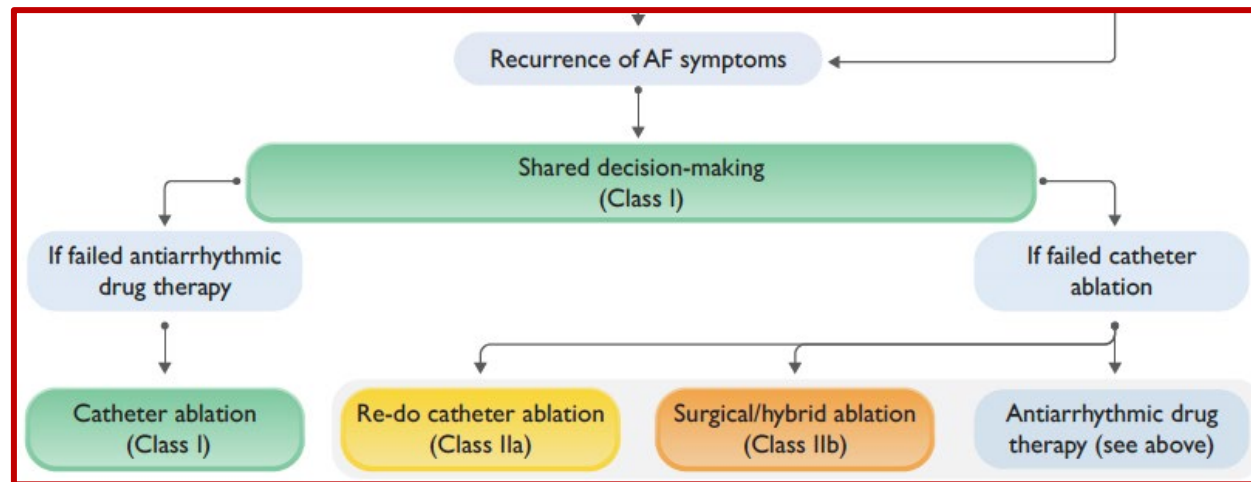 Recurrence of AF symptoms
Shared decision-making
(Class I)
If failed antiarrhythmic
drug therapy
If failed catheter
ablation
Catheter ablation
(Class I)
Re-do catheter ablation
(Class IIa)
Surgical/hybrid ablation
(Class IIb)
Antiarrhythmic drug
therapy (see above)